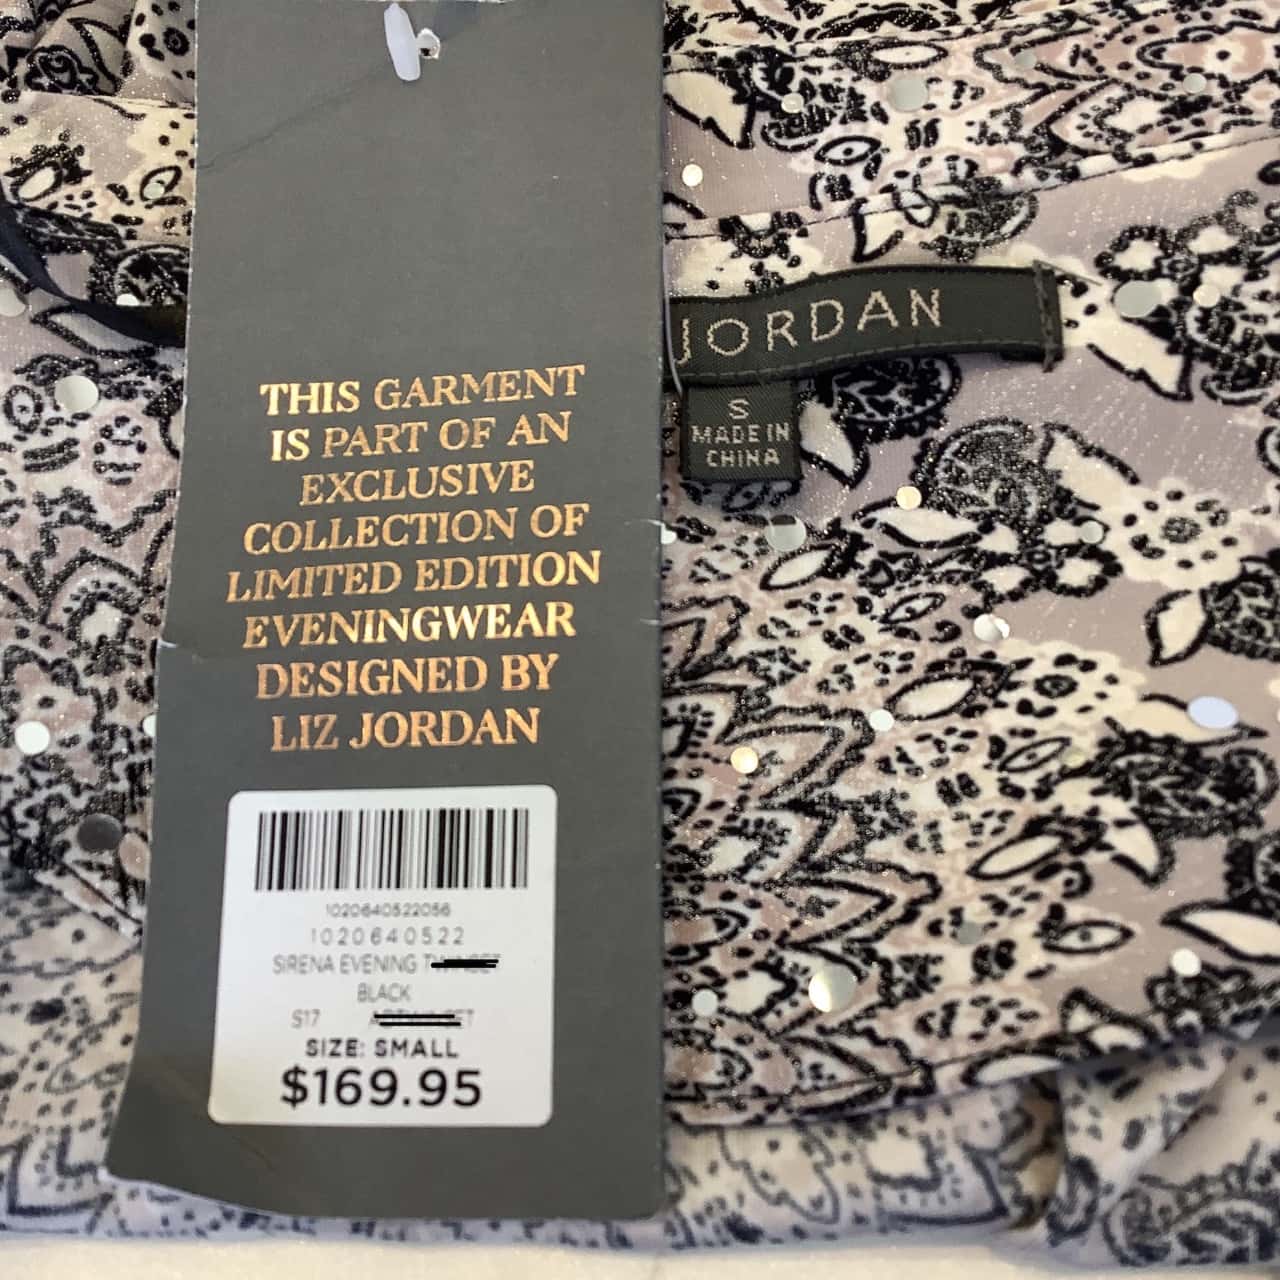 THIS GARMENT
IS PART OF AN
EXCLUSIVE
COLLECTION OF
LIMITED EDITION
EVENINGWEAR
DESIGNED BY
LIZ JORDAN
1020640522056
1020640522
SIRENA EVENING
BLACK
S17
SIZE: SMALL
$169.95
JORDAN
S
MADE IN
CHINA